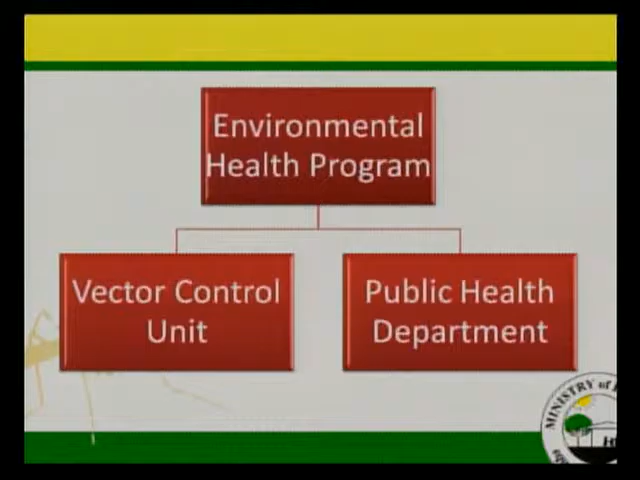 Environmental
Health Program
Vector Control
Unit
Public Health
Department
MINISTRY of